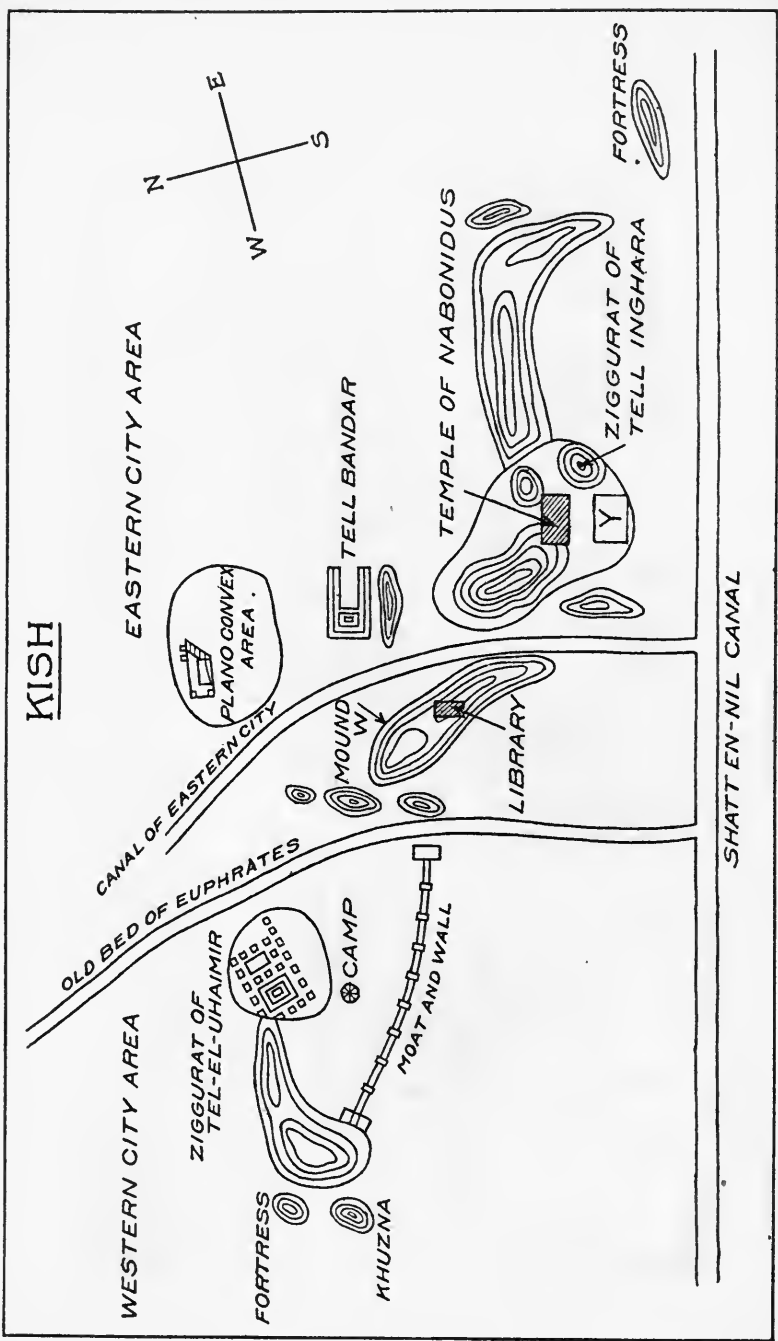 KISH
N
E
W
S
WESTERN CITY AREA
EASTERN CITY AREA
CANAL OF EASTERN CITY
OLD BED OF EUPHRATES
PLANO CONVEX
AREA.
ZIGGURAT OF
TEL-EL-UHAIMIR
FORTRESS
KHUZNA
CAMP
MOAT AND WALL
MOUND
W
LIBRARY
TELL BANDAR
TEMPLE OF NABONIDUS
ZIGGURAT OF
TELL INGHARA
Y
FORTRESS
SHATT EN-NIL CANAL